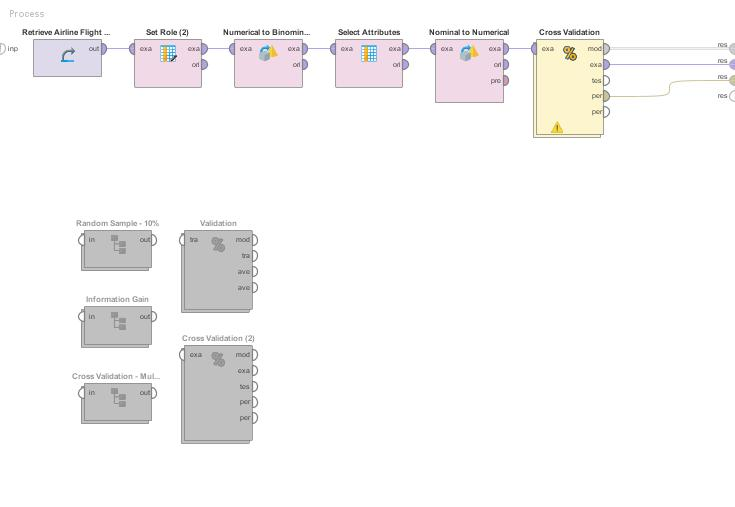 Process
Retrieve Airline Flight ...
Set Role (2)
Numerical to Binomin...
Select Attributes
Nominal to Numerical
Cross Validation
inp
out
exa
exa
ori
exa
exa
ori
exa
exa
ori
exa
exa
ori
pre
exa
mod
exa
tes
per
per
res
res
res
res
Random Sample - 10%
in
out
Validation
tra
mod
tra
ave
ave
Information Gain
in
out
Cross Validation (2)
exa
mod
exa
tes
per
per
Cross Validation - Mul...
in
out